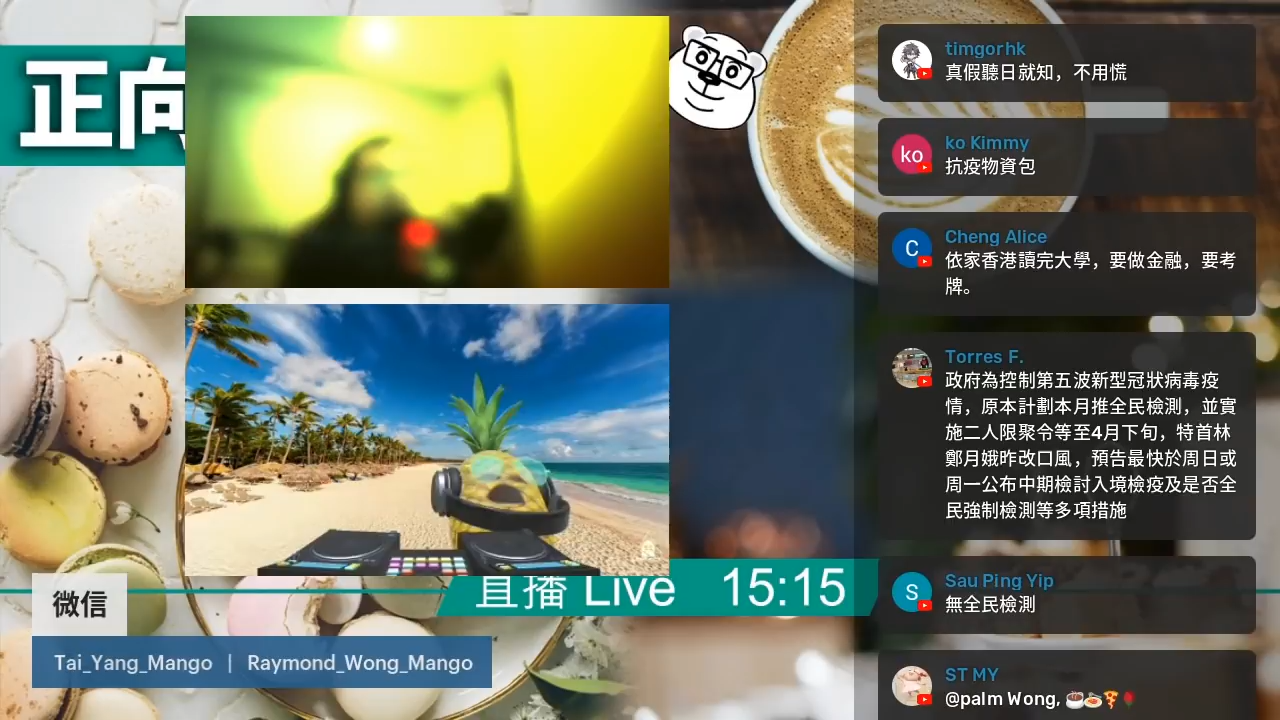 正向
timgorhk
真假聽日就知，不用慌
ko
ko Kimmy
抗疫物資包
C
Cheng Alice
依家香港讀完大學，要做金融，要考
牌。
Torres F.
政府為控制第五波新型冠狀病毒疫
情，原本計劃本月推全民檢測，並實
施二人限聚令等至4月下旬，特首林
鄭月娥昨改口風，預告最快於周日或
周一公布中期檢討入境檢疫及是否全
民強制檢測等多項措施
S
Sau Ping Yip
無全民檢測
ST MY
@palm Wong, ☕🍜🍕🌹
直播 Live 15:15
微信
Tai_Yang_Mango | Raymond_Wong_Mango